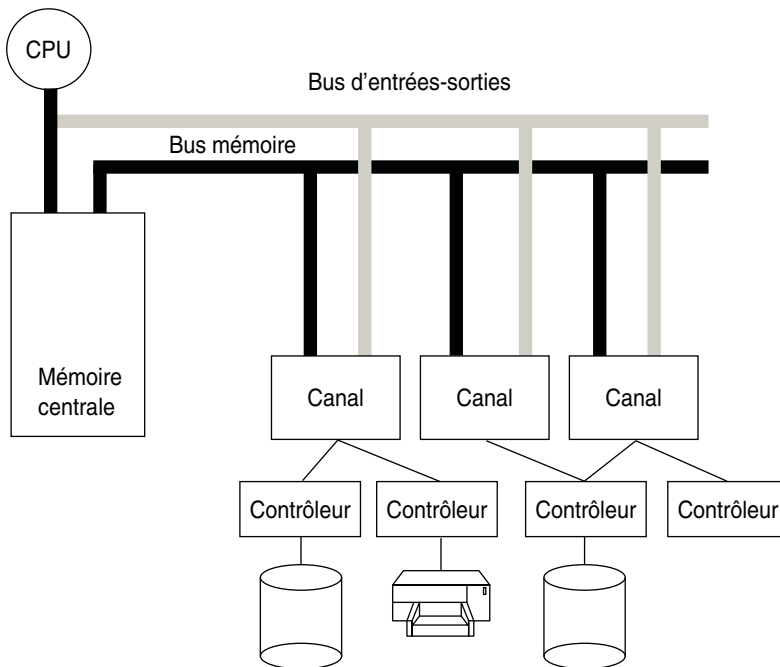 CPU
Bus d'entrées-sorties
Bus mémoire
Mémoire
centrale
Canal
Canal
Canal
Contrôleur
Contrôleur
Contrôleur
Contrôleur